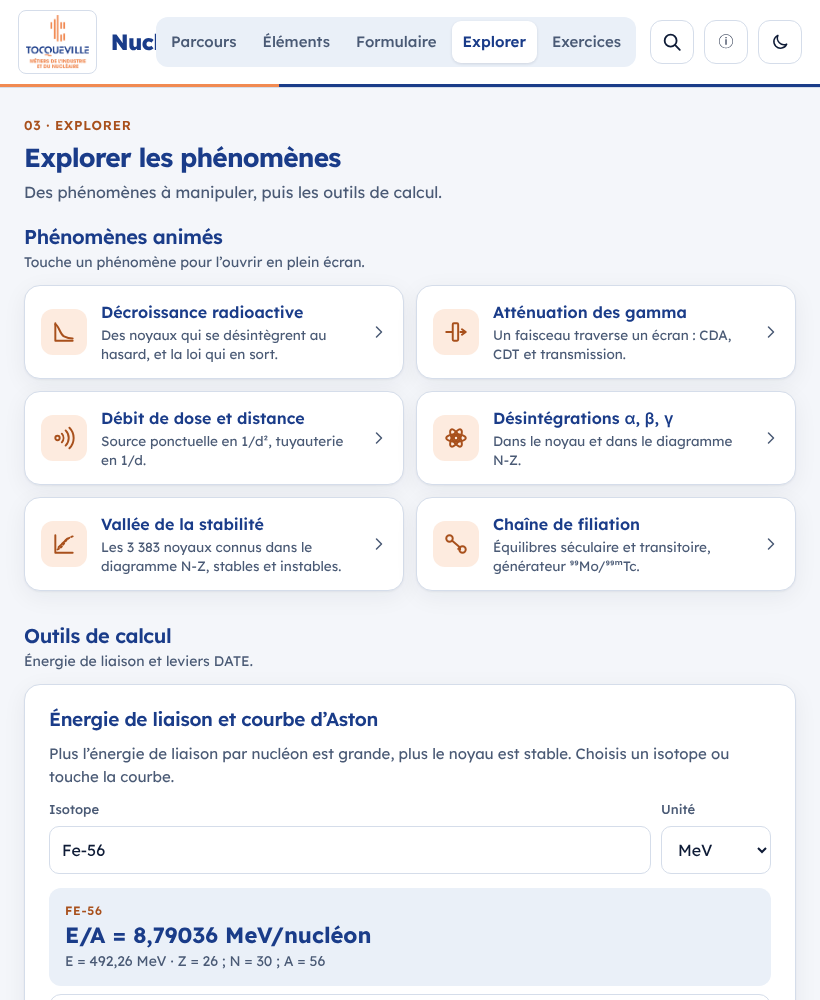 TOCQUEVILLE
MÉTIERS DE L'INDUSTRIE
ET DU NUCLÉAIRE
Nucl
Parcours
Éléments
Formulaire
Explorer
Exercices
03 · EXPLORER
Explorer les phénomènes
Des phénomènes à manipuler, puis les outils de calcul.
Phénomènes animés
Touche un phénomène pour l’ouvrir en plein écran.
Décroissance radioactive
Des noyaux qui se désintègrent au
hasard, et la loi qui en sort.
Atténuation des gamma
Un faisceau traverse un écran : CDA,
CDT et transmission.
Débit de dose et distance
Source ponctuelle en 1/d², tuyauterie
en 1/d.
Désintégrations α, β, γ
Dans le noyau et dans le diagramme
N-Z.
Vallée de la stabilité
Les 3 383 noyaux connus dans le
diagramme N-Z, stables et instables.
Chaîne de filiation
Équilibres séculaire et transitoire,
générateur ⁹⁹Mo/⁹⁹ᵐTc.
Outils de calcul
Énergie de liaison et leviers DATE.
Énergie de liaison et courbe d’Aston
Plus l’énergie de liaison par nucléon est grande, plus le noyau est stable. Choisis un isotope ou
touche la courbe.
Isotope
Unité
Fe-56
MeV
FE-56
E/A = 8,79036 MeV/nucléon
E = 492,26 MeV · Z = 26 ; N = 30 ; A = 56